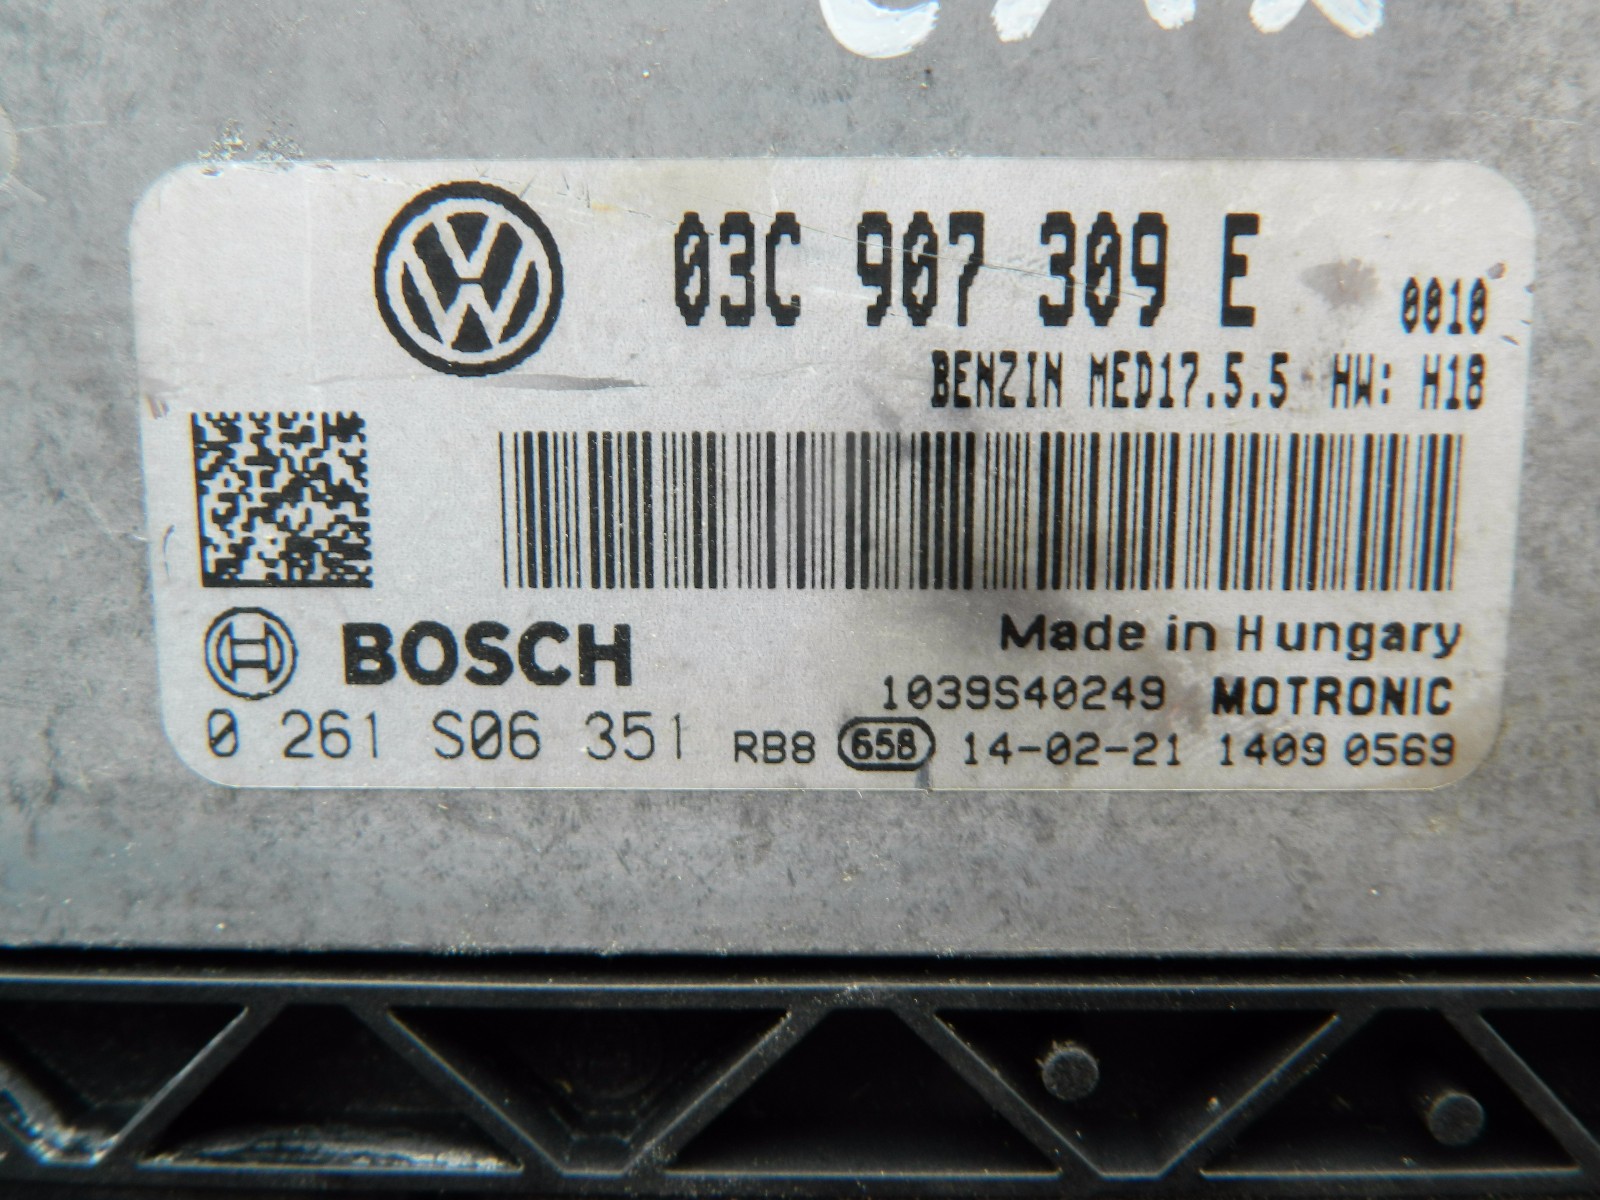 03C 907 309 E 0010
BENZIN MED17.5.5 HW: H18
BOSCH
Made in Hungary
1039S40249 MOTRONIC
0 261 S06 351 RB8 658 14-02-21 1409 0569